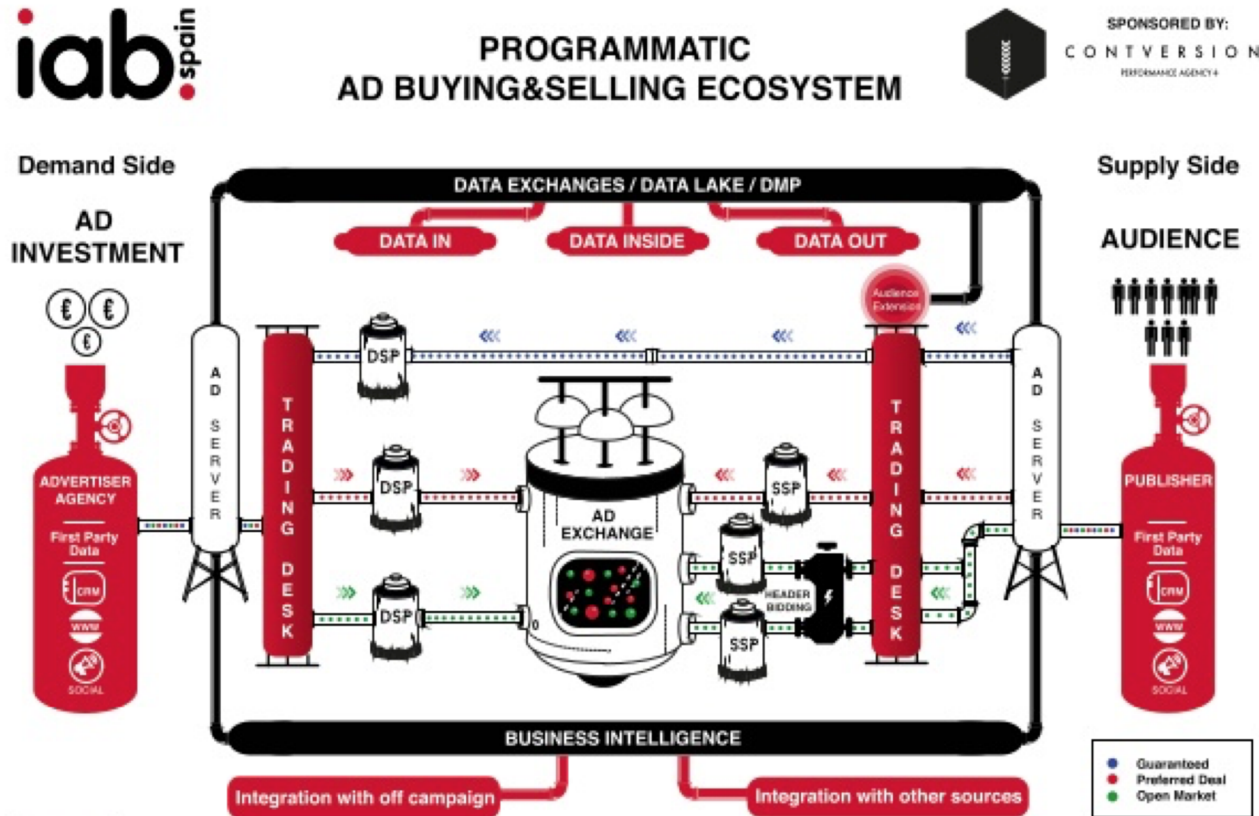 iab.spain
PROGRAMMATIC
AD BUYING&SELLING ECOSYSTEM
SPONSORED BY:
CONTVERSION
PERFORMANCE AGENCY+
Demand Side
Supply Side
AD
INVESTMENT
AUDIENCE
DATA EXCHANGES / DATA LAKE / DMP
DATA IN
DATA INSIDE
DATA OUT
Audience
Extension
€
€
€
AD SERVER
TRADING DESK
DSP
DSP
DSP
AD
EXCHANGE
0
SSP
SSP
SSP
HEADER
BIDDING
TRADING DESK
AD SERVER
ADVERTISER
AGENCY
First Party
Data
CRM
WWW
SOCIAL
PUBLISHER
First Party
Data
CRM
WWW
SOCIAL
BUSINESS INTELLIGENCE
Integration with off campaign
Integration with other sources
Guaranteed
Preferred Deal
Open Market